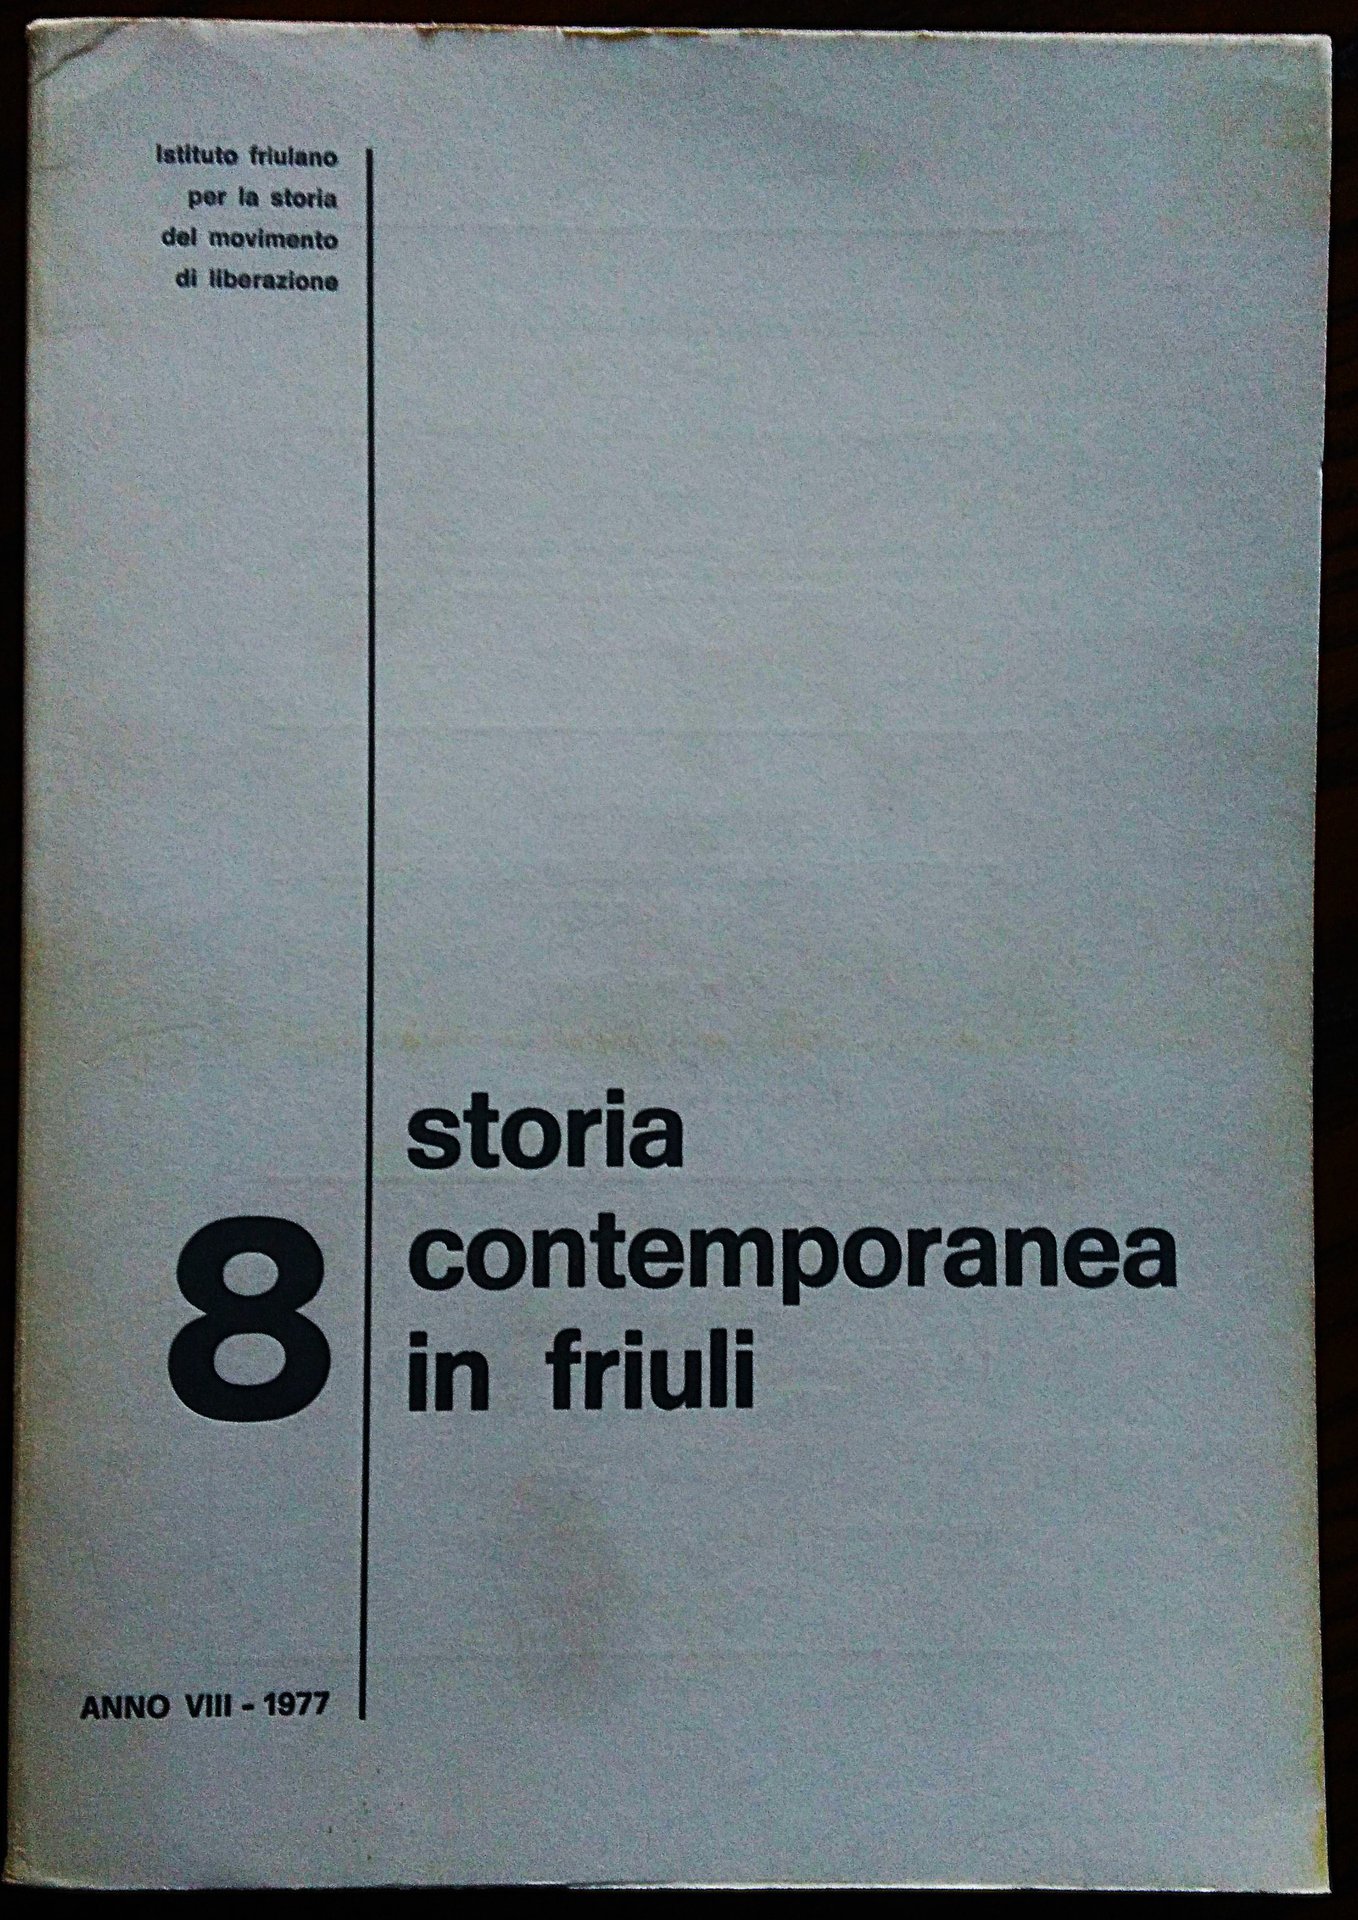 Istituto friulano
per la storia
del movimento
di liberazione
storia
contemporanea
in friuli
8
ANNO VIII - 1977